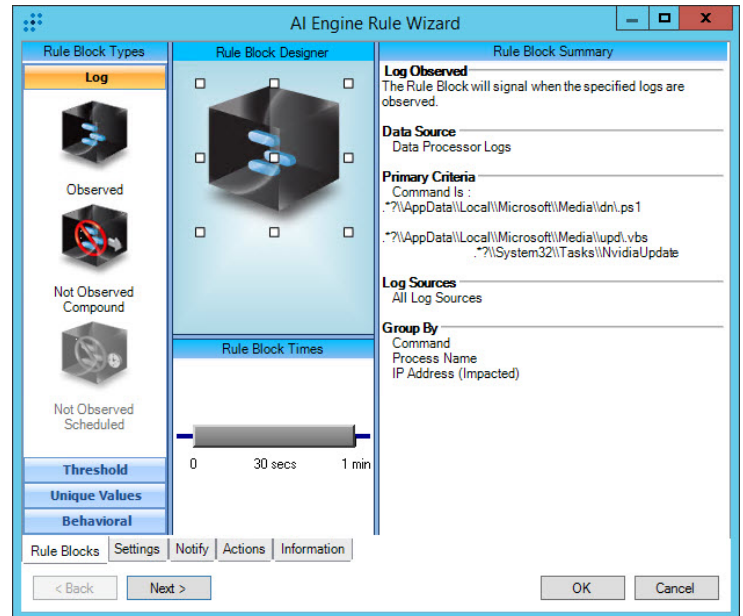 AI Engine Rule Wizard
Rule Block Types
Log
Observed
Not Observed
Compound
Not Observed
Scheduled
Threshold
Unique Values
Behavioral
Rule Block Designer
Rule Block Times
0 30 secs 1 min
Rule Block Summary
Log Observed
The Rule Block will signal when the specified logs are
observed.
Data Source
Data Processor Logs
Primary Criteria
Command Is :
.*?\\AppData\\Local\\Microsoft\\Media\\dn\.ps1
.*?\\AppData\\Local\\Microsoft\\Media\\upd\.vbs
.*?\\System32\\Tasks\\NvidiaUpdate
Log Sources
All Log Sources
Group By
Command
Process Name
IP Address (Impacted)
Rule Blocks Settings Notify Actions Information
< Back Next > OK Cancel